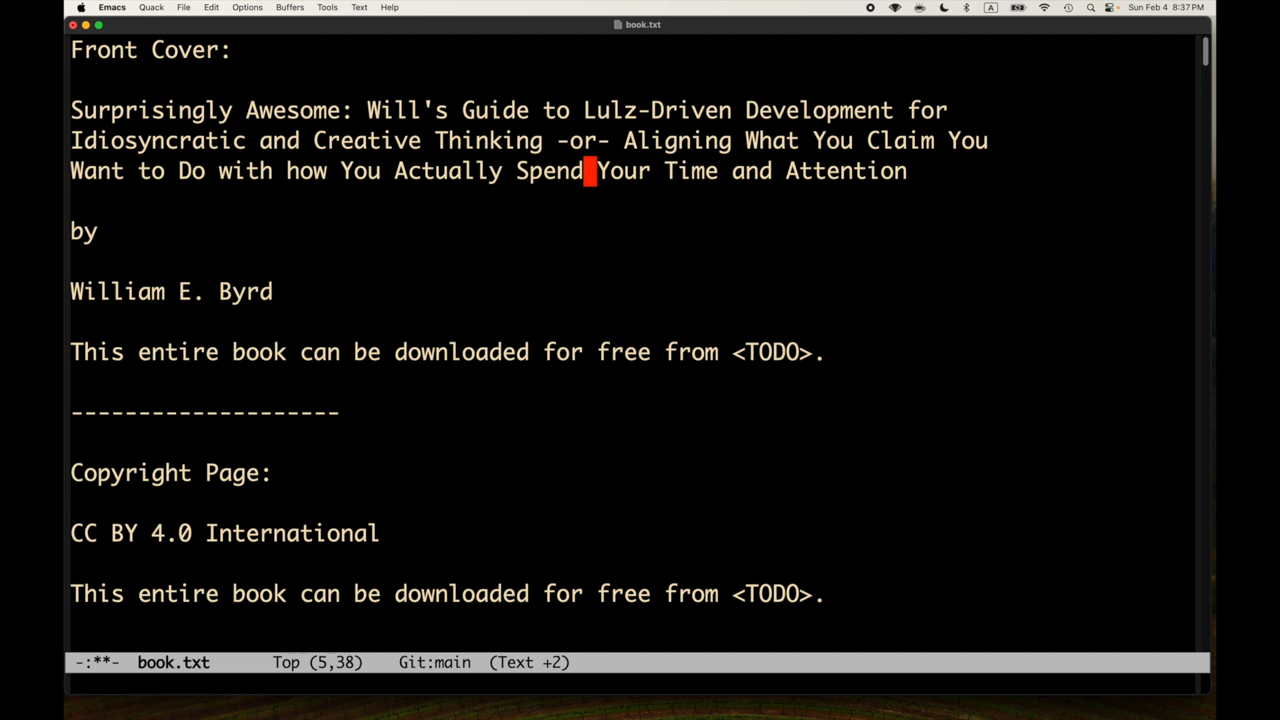 Emacs Quack File Edit Options Buffers Tools Text Help A Sun Feb 4 8:37 PM
book.txt
Front Cover:
Surprisingly Awesome: Will's Guide to Lulz-Driven Development for
Idiosyncratic and Creative Thinking -or- Aligning What You Claim You
Want to Do with how You Actually Spend Your Time and Attention
by
William E. Byrd
This entire book can be downloaded for free from <TODO>.
--------------------
Copyright Page:
CC BY 4.0 International
This entire book can be downloaded for free from <TODO>.
-:**- book.txt Top (5,38) Git:main (Text +2)